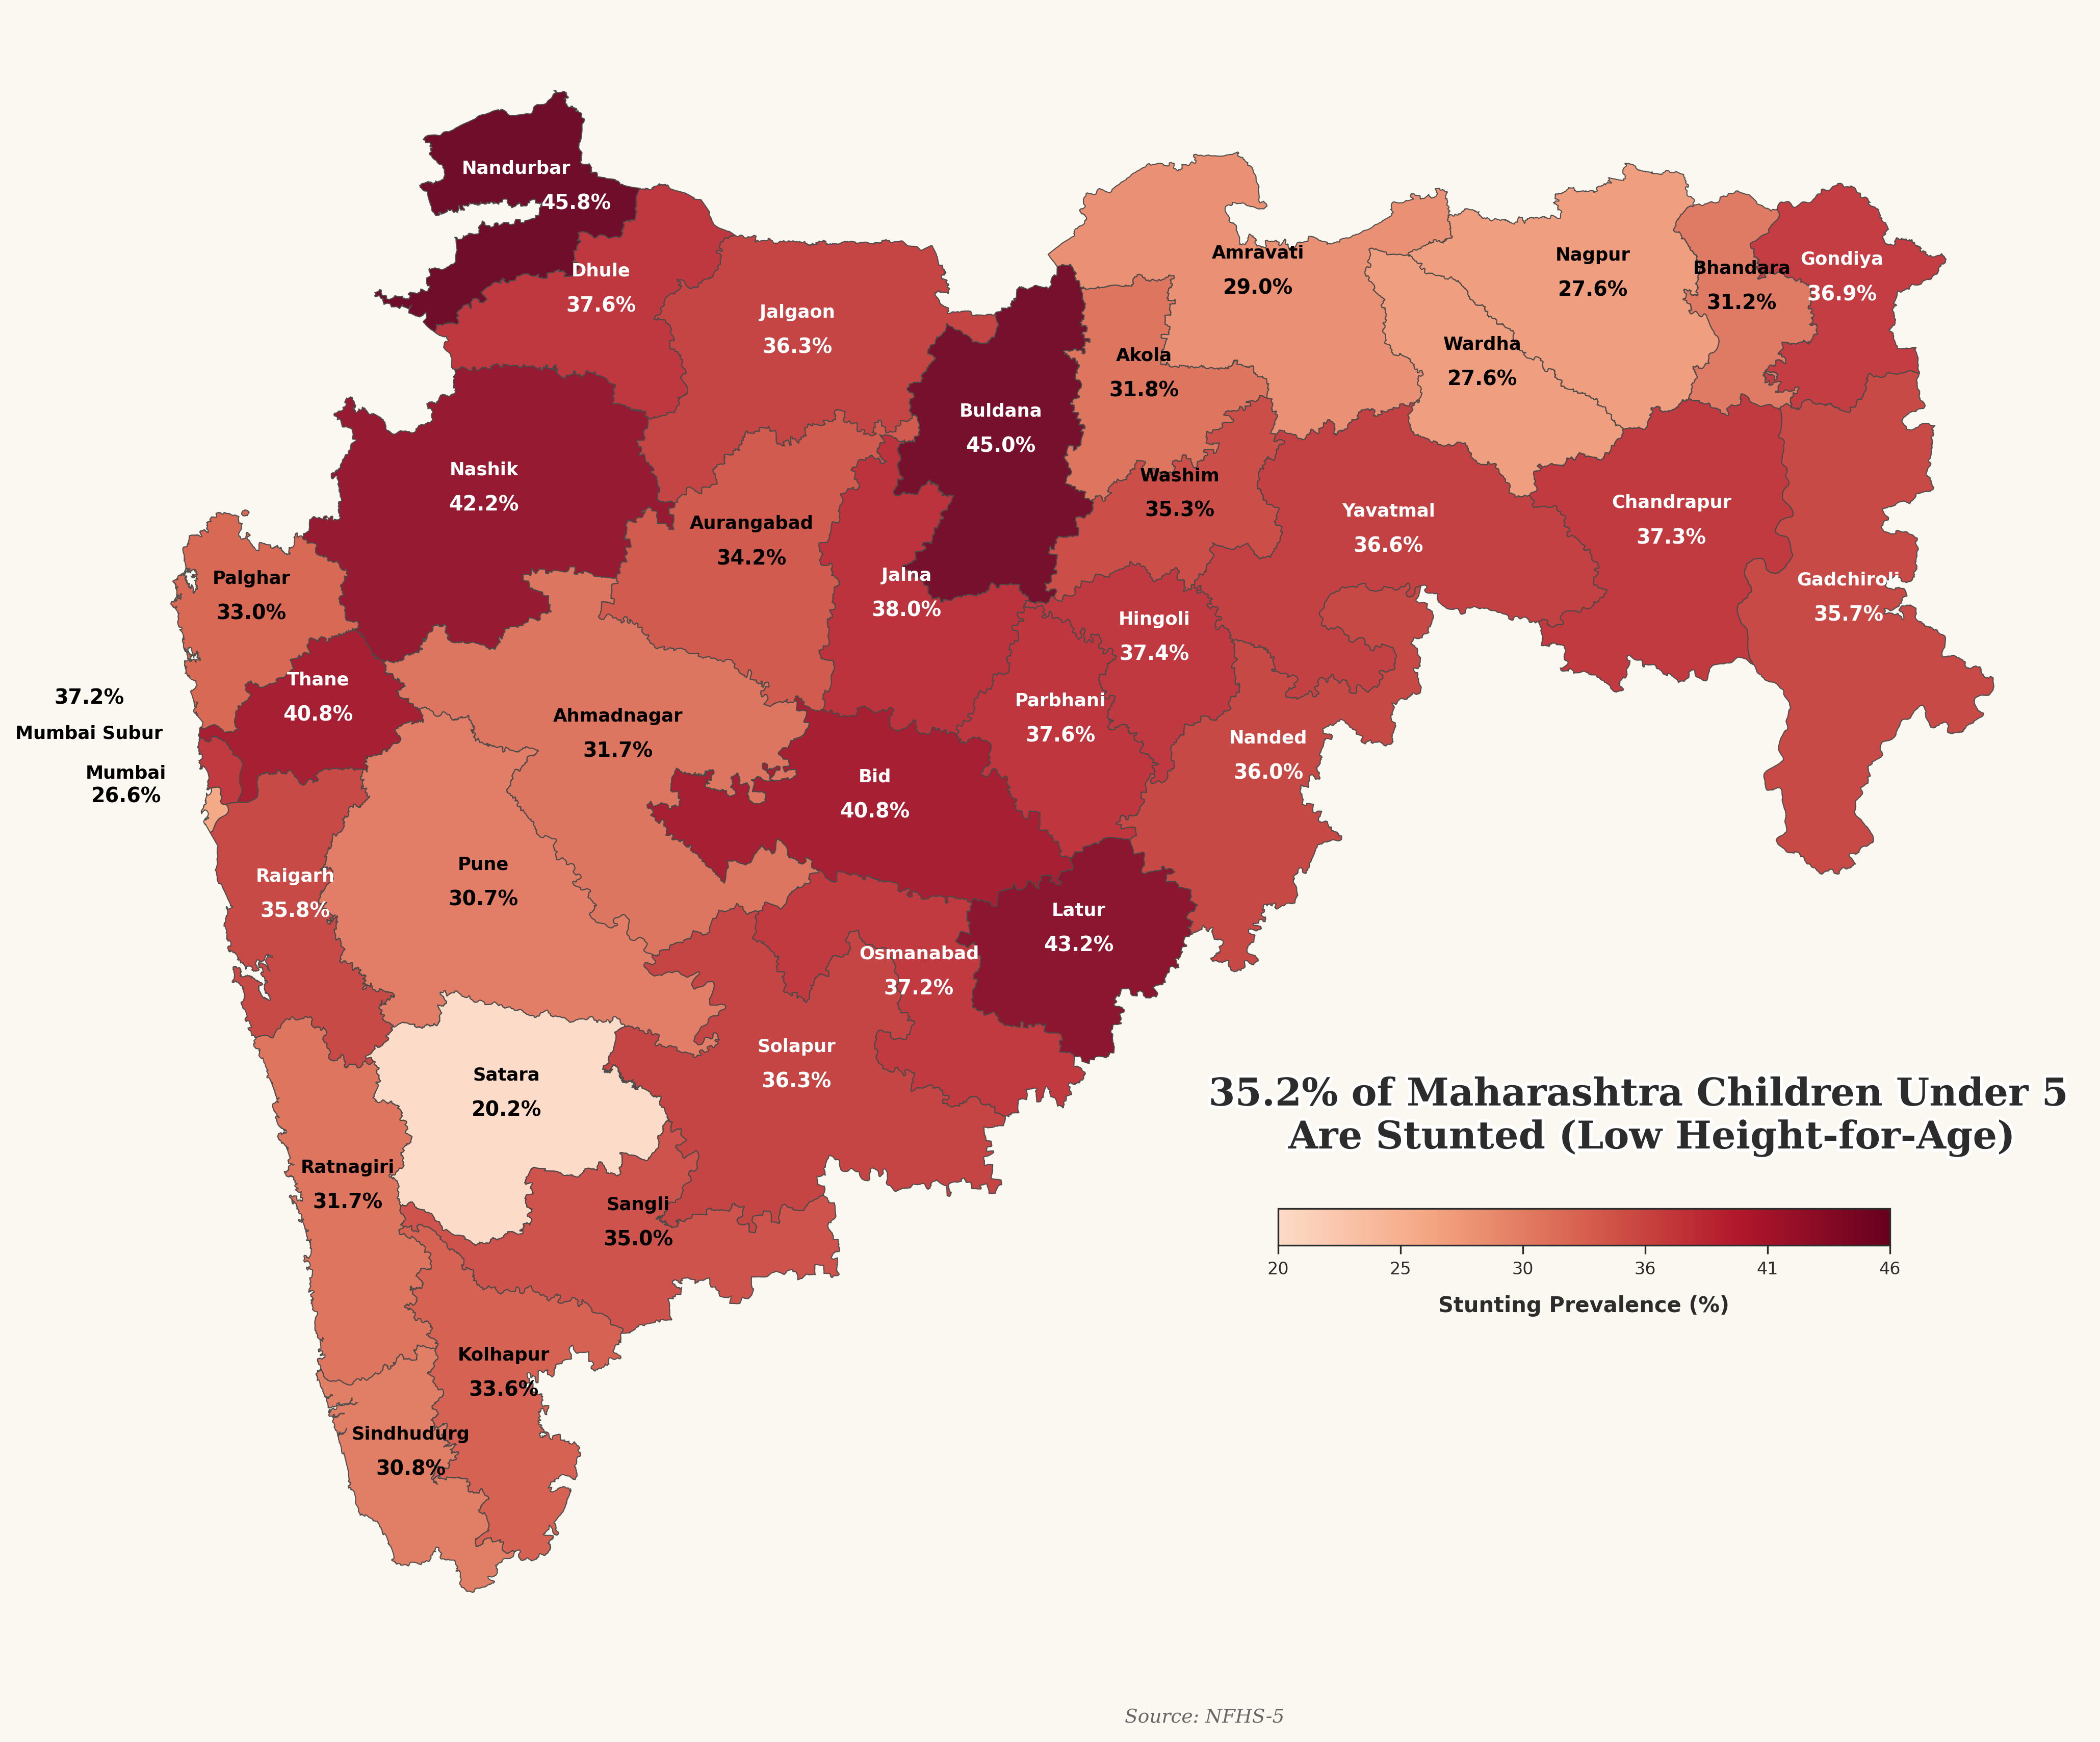 Nandurbar
45.8%
Dhule
37.6%
Jalgaon
36.3%
Amravati
29.0%
Nagpur
27.6%
Bhandara
31.2%
Gondiya
36.9%
Wardha
27.6%
Akola
31.8%
Buldana
45.0%
Nashik
42.2%
Washim
35.3%
Aurangabad
34.2%
Yavatmal
36.6%
Chandrapur
37.3%
Gadchiroli
35.7%
Palghar
33.0%
Jalna
38.0%
Hingoli
37.4%
Thane
40.8%
37.2%
Mumbai Subur
Mumbai
26.6%
Ahmadnagar
31.7%
Parbhani
37.6%
Nanded
36.0%
Bid
40.8%
Raigarh
35.8%
Pune
30.7%
Latur
43.2%
Osmanabad
37.2%
Solapur
36.3%
Satara
20.2%
Ratnagiri
31.7%
Sangli
35.0%
Kolhapur
33.6%
Sindhudurg
30.8%
35.2% of Maharashtra Children Under 5
Are Stunted (Low Height-for-Age)
20 25 30 36 41 46
Stunting Prevalence (%)
Source: NFHS-5